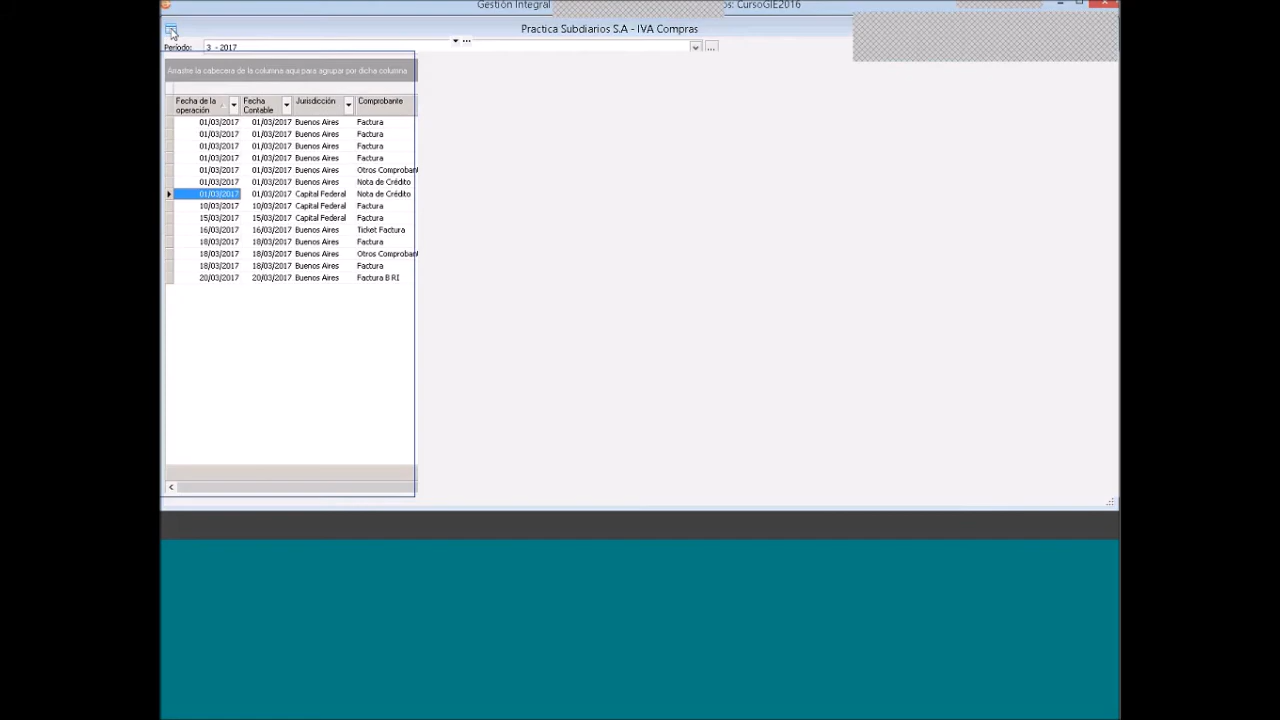 Gestión Integral os: CursoGIE2016
Practica Subdiarios S.A - IVA Compras
Período: 3 - 2017
Arrastre la cabecera de la columna aqui para agrupar por dicha columna
Fecha de la operación Fecha Contable Jurisdicción Comprobante
01/03/2017 01/03/2017 Buenos Aires Factura
01/03/2017 01/03/2017 Buenos Aires Factura
01/03/2017 01/03/2017 Buenos Aires Factura
01/03/2017 01/03/2017 Buenos Aires Factura
01/03/2017 01/03/2017 Buenos Aires Otros Comproban
01/03/2017 01/03/2017 Buenos Aires Nota de Crédito
01/03/2017 01/03/2017 Capital Federal Nota de Crédito
10/03/2017 10/03/2017 Capital Federal Factura
15/03/2017 15/03/2017 Capital Federal Factura
16/03/2017 16/03/2017 Buenos Aires Ticket Factura
18/03/2017 18/03/2017 Buenos Aires Factura
18/03/2017 18/03/2017 Buenos Aires Otros Comproban
18/03/2017 18/03/2017 Buenos Aires Factura
20/03/2017 20/03/2017 Buenos Aires Factura B RI